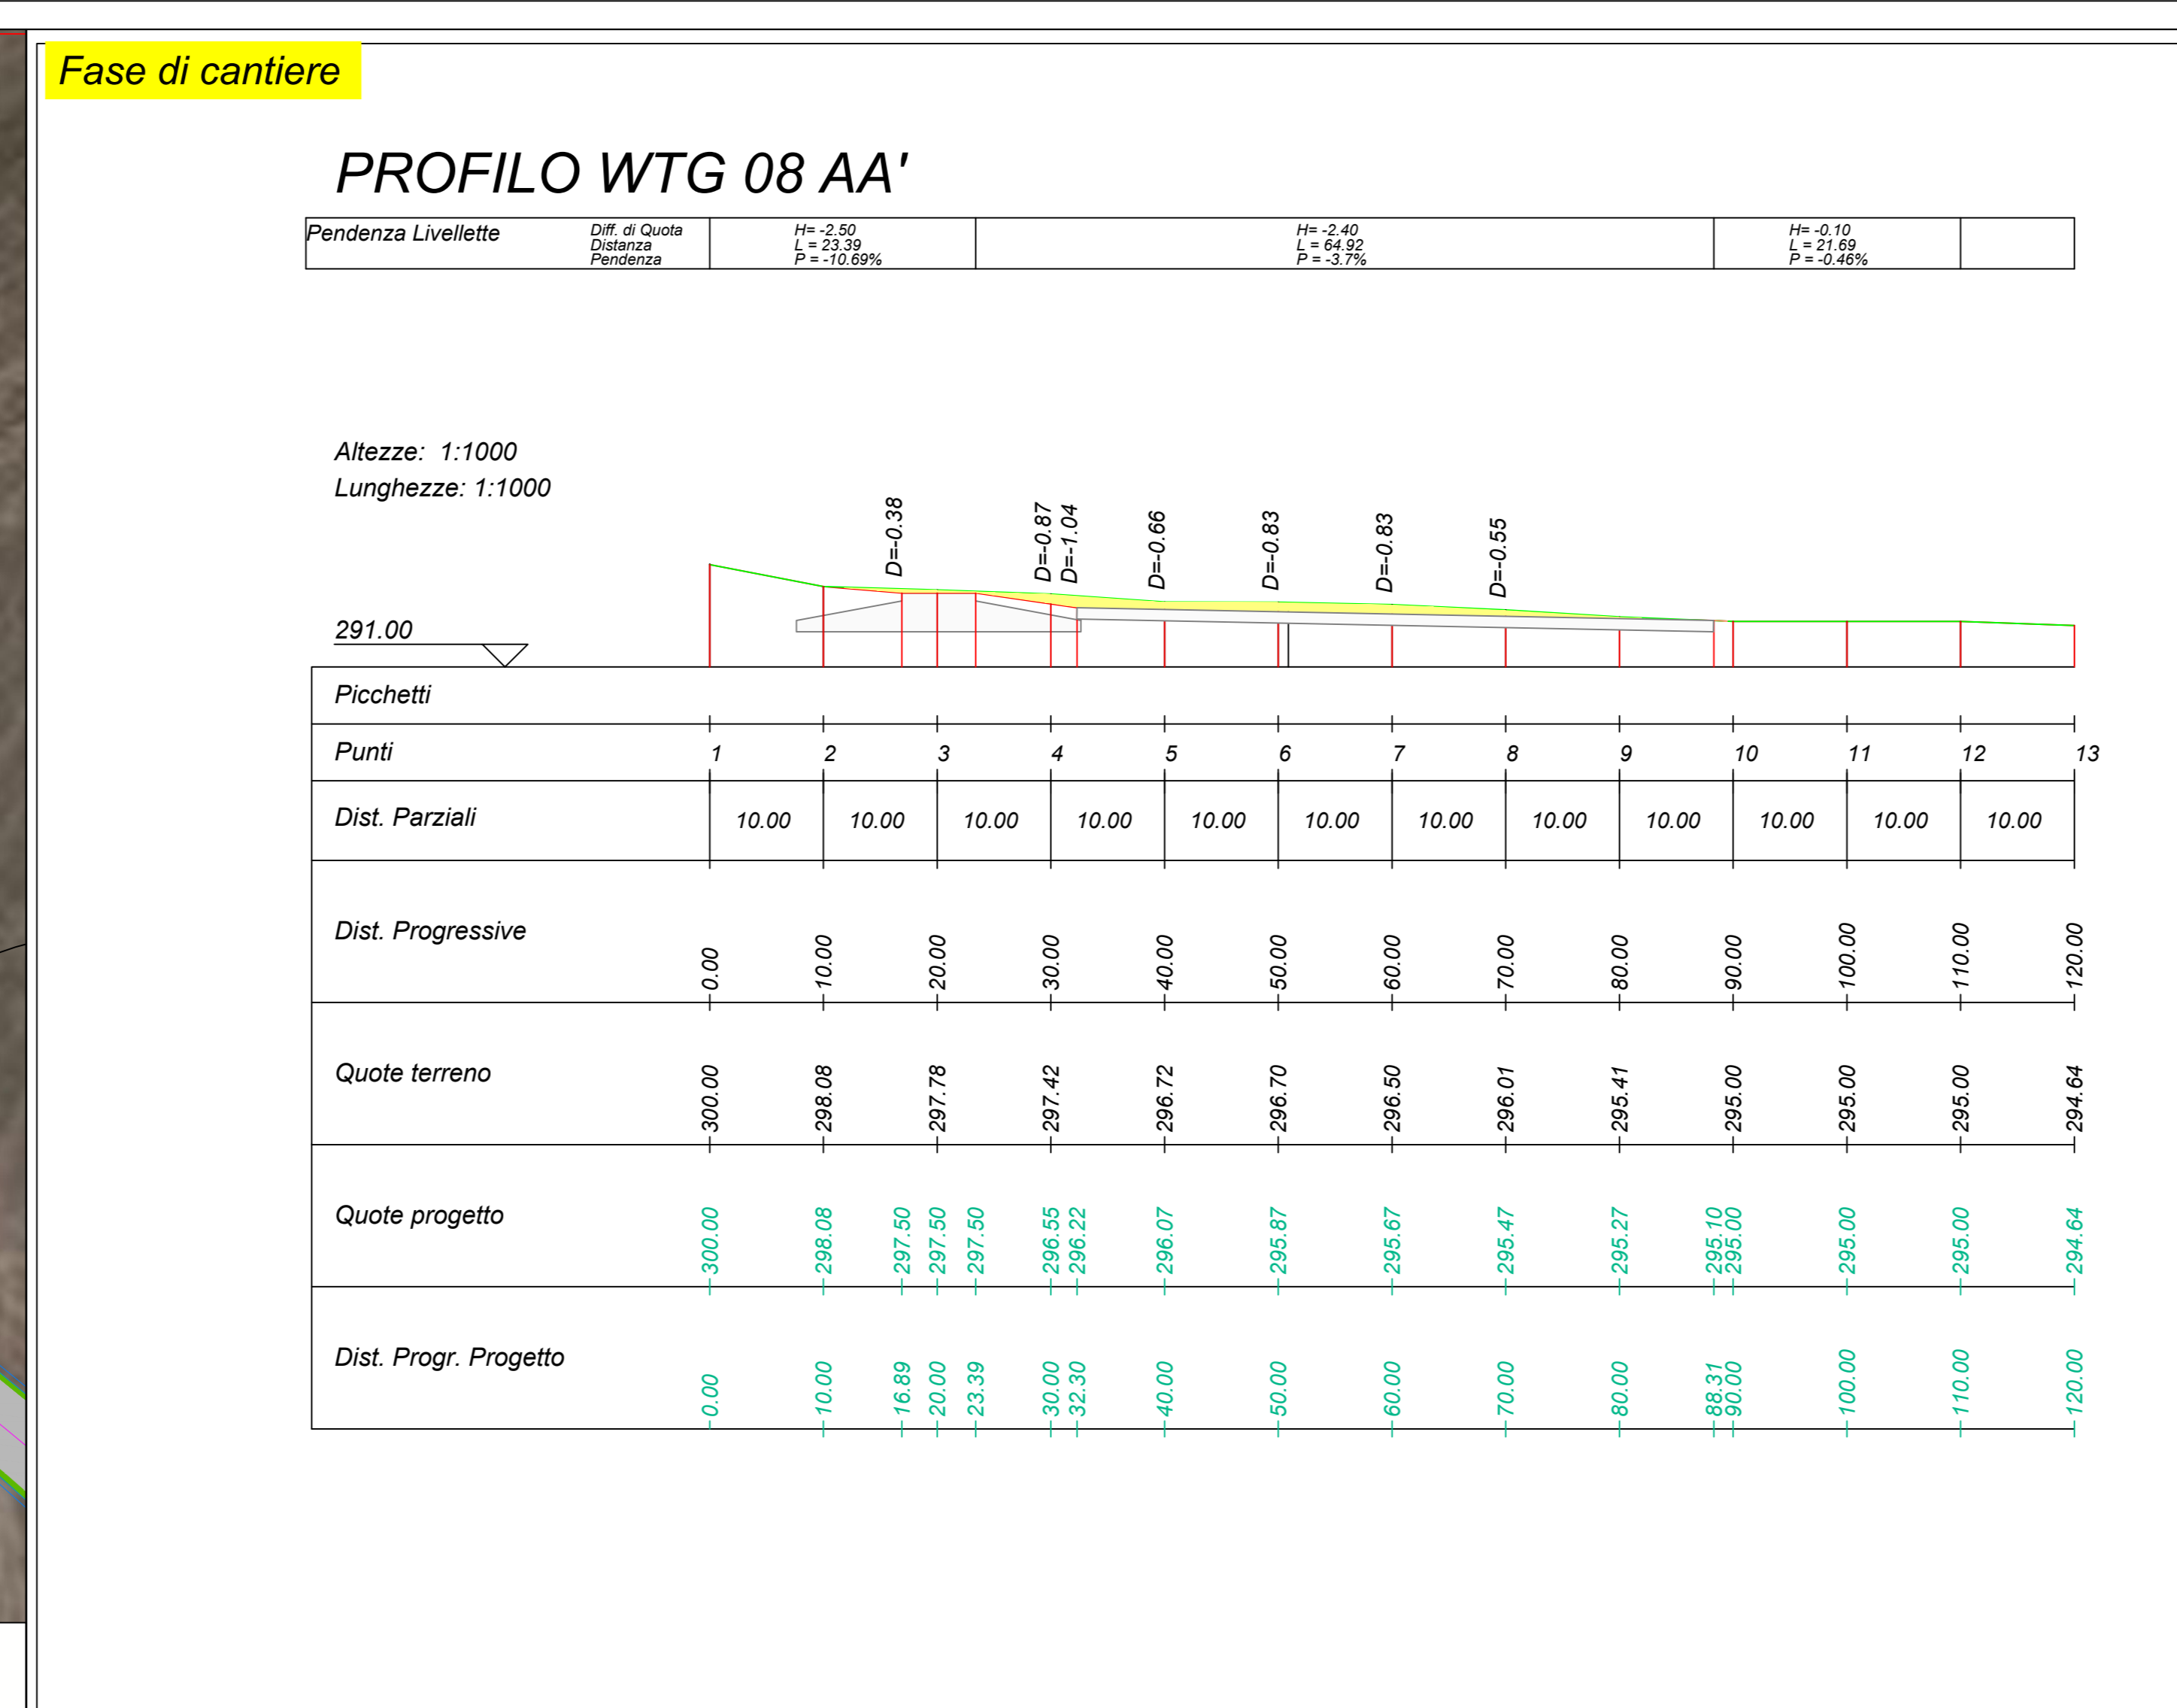 Fase di cantiere
PROFILO WTG 08 AA'
Pendenza Livellette
Diff. di Quota
Distanza
Pendenza
H= -2.50
L = 23.39
P = -10.69%
H= -2.40
L = 64.92
P = -3.7%
H= -0.10
L = 21.69
P = -0.46%
Altezze: 1:1000
Lunghezze: 1:1000
D=-0.38
D=-0.87
D=-1.04
D=-0.66
D=-0.83
D=-0.83
D=-0.55
291.00
Picchetti
Punti 1 2 3 4 5 6 7 8 9 10 11 12 13
Dist. Parziali 10.00 10.00 10.00 10.00 10.00 10.00 10.00 10.00 10.00 10.00 10.00 10.00
Dist. Progressive 0.00 10.00 20.00 30.00 40.00 50.00 60.00 70.00 80.00 90.00 100.00 110.00 120.00
Quote terreno 300.00 298.08 297.78 297.42 296.72 296.70 296.50 296.01 295.41 295.00 295.00 295.00 294.64
Quote progetto 300.00 298.08 297.50 297.50 297.50 296.55 296.22 296.07 295.87 295.67 295.47 295.27 295.10 295.00 295.00 295.00 294.64
Dist. Progr. Progetto 0.00 10.00 16.89 20.00 23.39 30.00 32.30 40.00 50.00 60.00 70.00 80.00 88.31 90.00 100.00 110.00 120.00